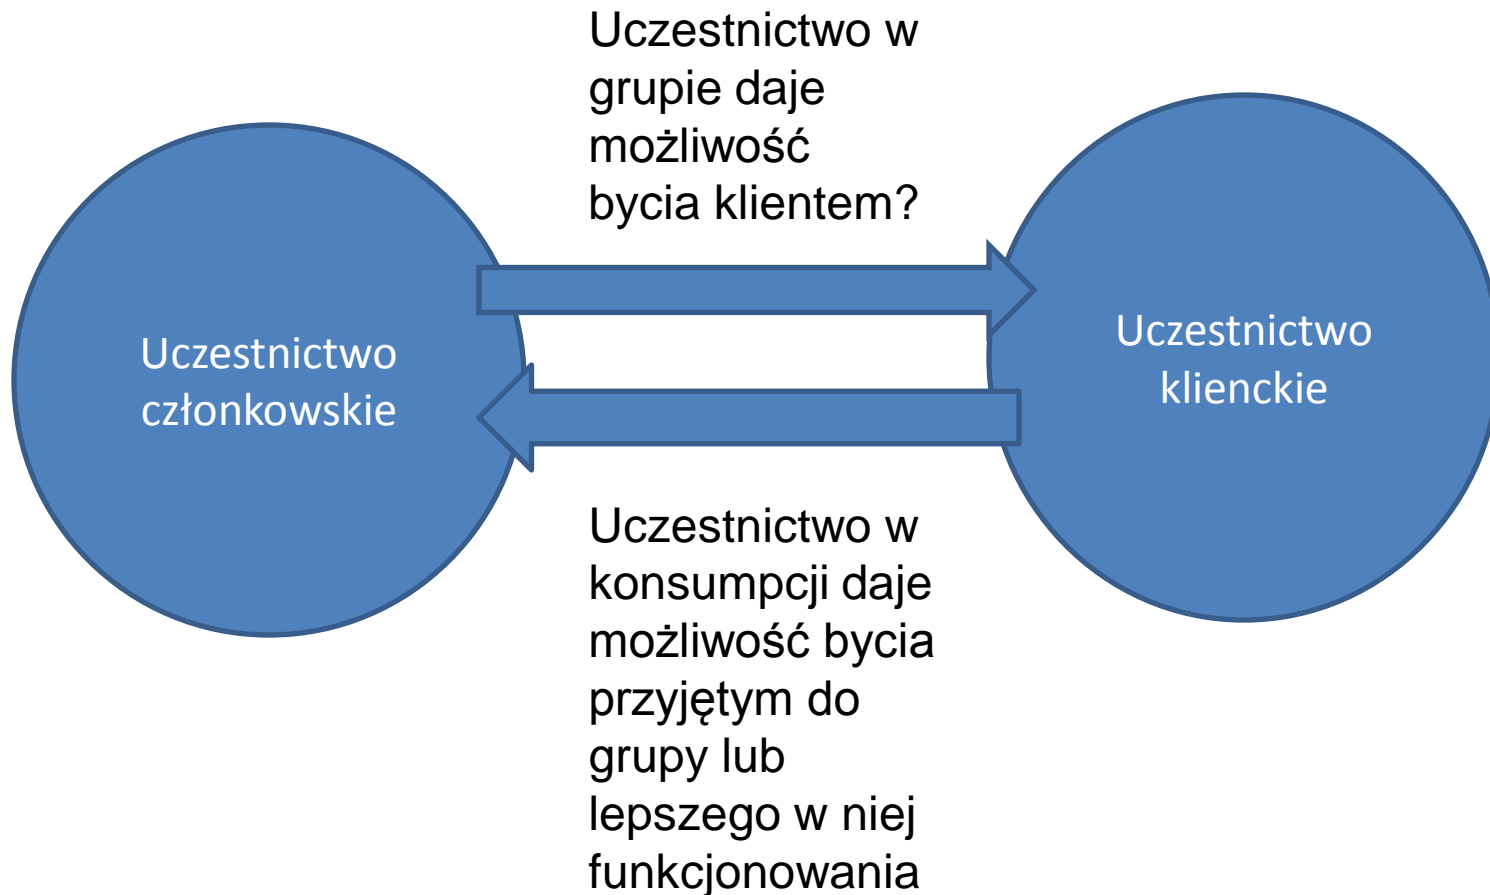 Uczestnictwo w
grupie daje
możliwość
bycia klientem?
Uczestnictwo
członkowskie
Uczestnictwo
klienckie
Uczestnictwo w
konsumpcji daje
możliwość bycia
przyjętym do
grupy lub
lepszego w niej
funkcjonowania